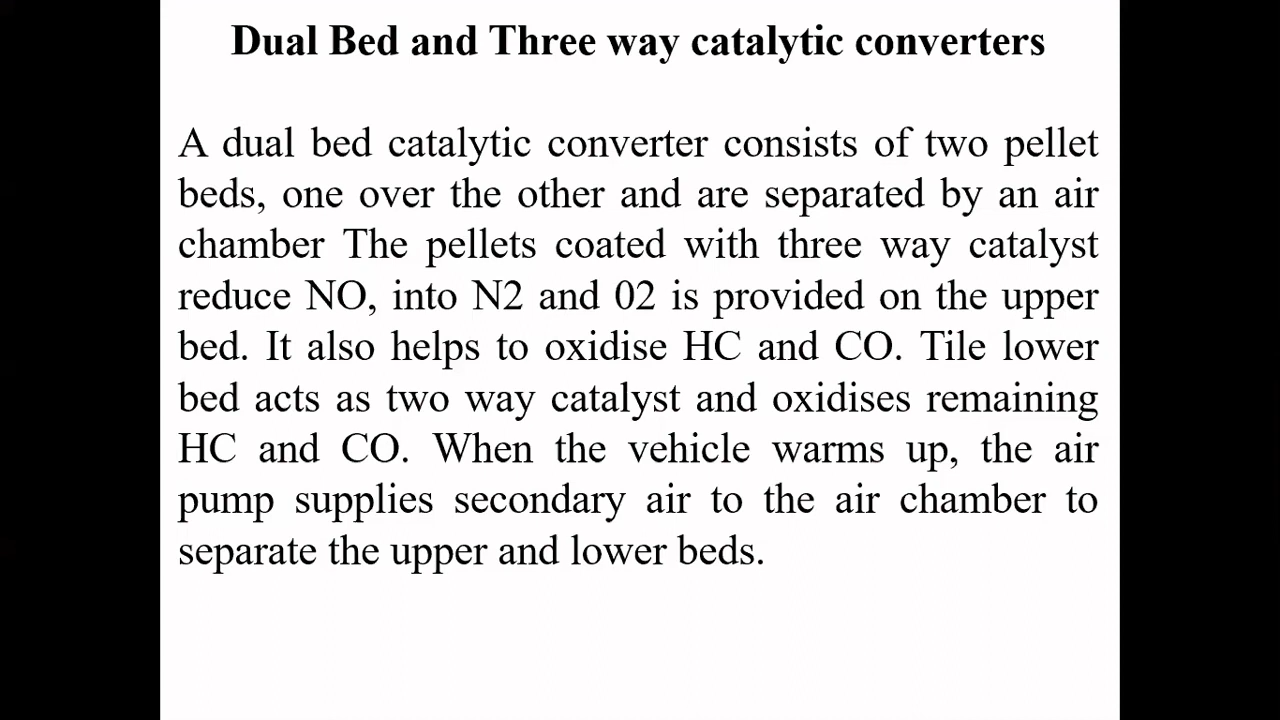 Dual Bed and Three way catalytic converters
A dual bed catalytic converter consists of two pellet
beds, one over the other and are separated by an air
chamber The pellets coated with three way catalyst
reduce NO, into N2 and 02 is provided on the upper
bed. It also helps to oxidise HC and CO. Tile lower
bed acts as two way catalyst and oxidises remaining
HC and CO. When the vehicle warms up, the air
pump supplies secondary air to the air chamber to
separate the upper and lower beds.